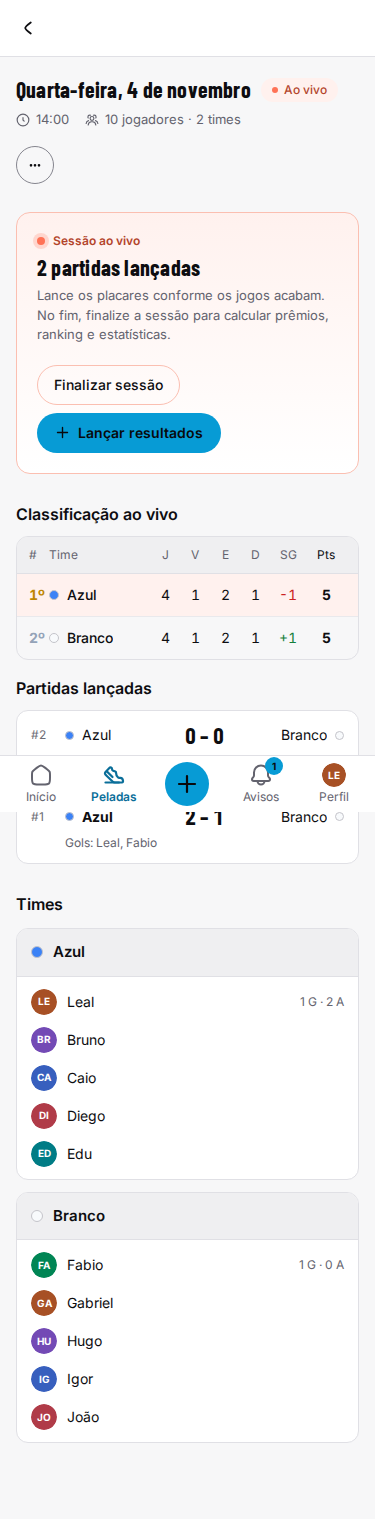 Quarta-feira, 4 de novembro
Ao vivo
14:00 10 jogadores · 2 times
Sessão ao vivo
2 partidas lançadas
Lance os placares conforme os jogos acabam.
No fim, finalize a sessão para calcular prêmios,
ranking e estatísticas.
Finalizar sessão
+ Lançar resultados
Classificação ao vivo
# Time J V E D SG Pts
1º Azul 4 1 2 1 -1 5
2º Branco 4 1 2 1 +1 5
Partidas lançadas
#2 Azul 0 – 0 Branco
Início
Peladas
Avisos
1
LE
Perfil
#1 Azul 2 – 1 Branco
Gols: Leal, Fabio
Times
Azul
LE Leal 1 G · 2 A
BR Bruno
CA Caio
DI Diego
ED Edu
Branco
FA Fabio 1 G · 0 A
GA Gabriel
HU Hugo
IG Igor
JO João